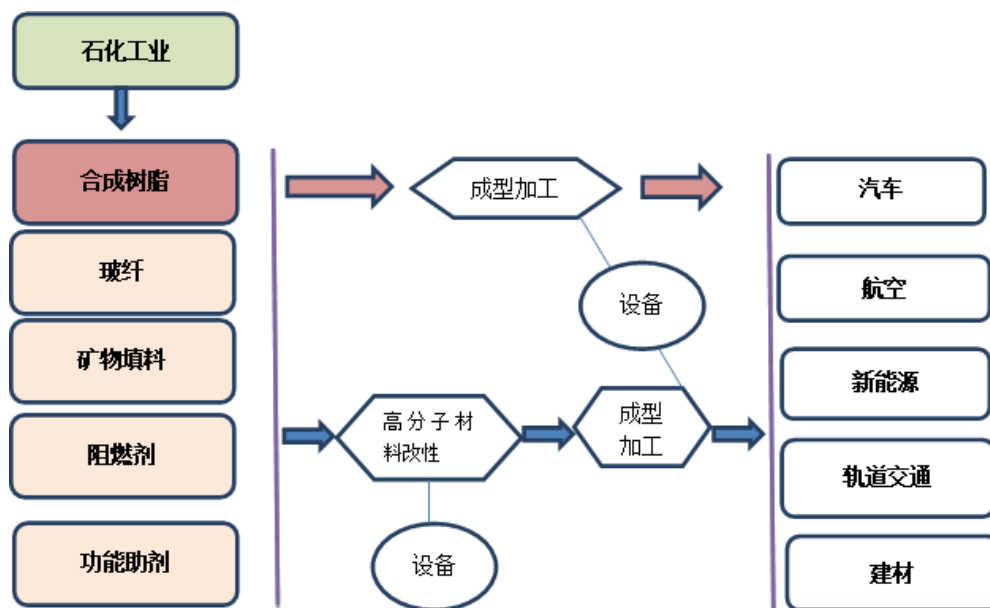 石化工业
合成树脂
玻纤
矿物填料
阻燃剂
功能助剂
成型加工
设备
高分子材
料改性
成型
加工
设备
汽车
航空
新能源
轨道交通
建材